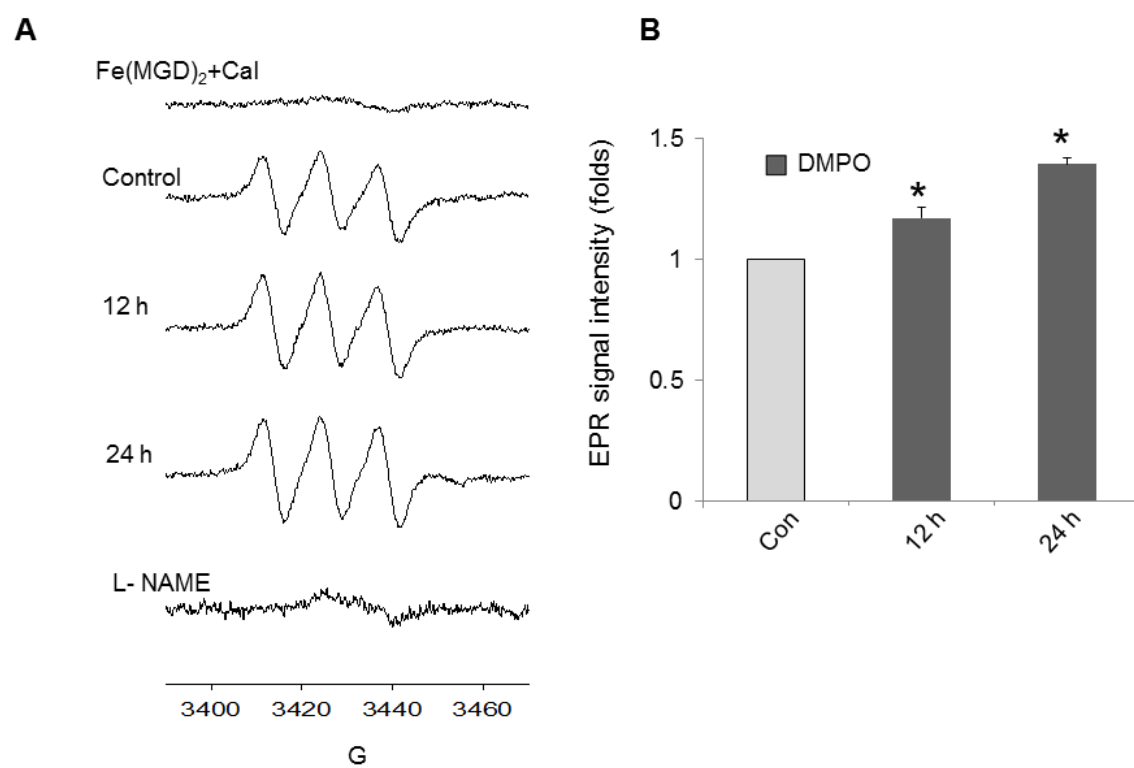 A
Fe(MGD)₂+Cal
Control
12 h
24 h
L- NAME
3400 3420 3440 3460
G
B
EPR signal intensity (folds)
1.5
1
0.5
0
DMPO
*
*
Con 12 h 24 h